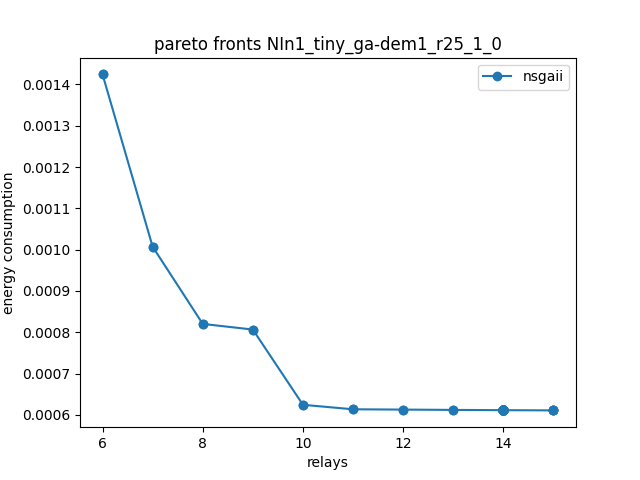 pareto fronts NIn1_tiny_ga-dem1_r25_1_0
nsgaii
0.0014
0.0013
0.0012
0.0011
0.0010
0.0009
0.0008
0.0007
0.0006
energy consumption
6 8 10 12 14
relays